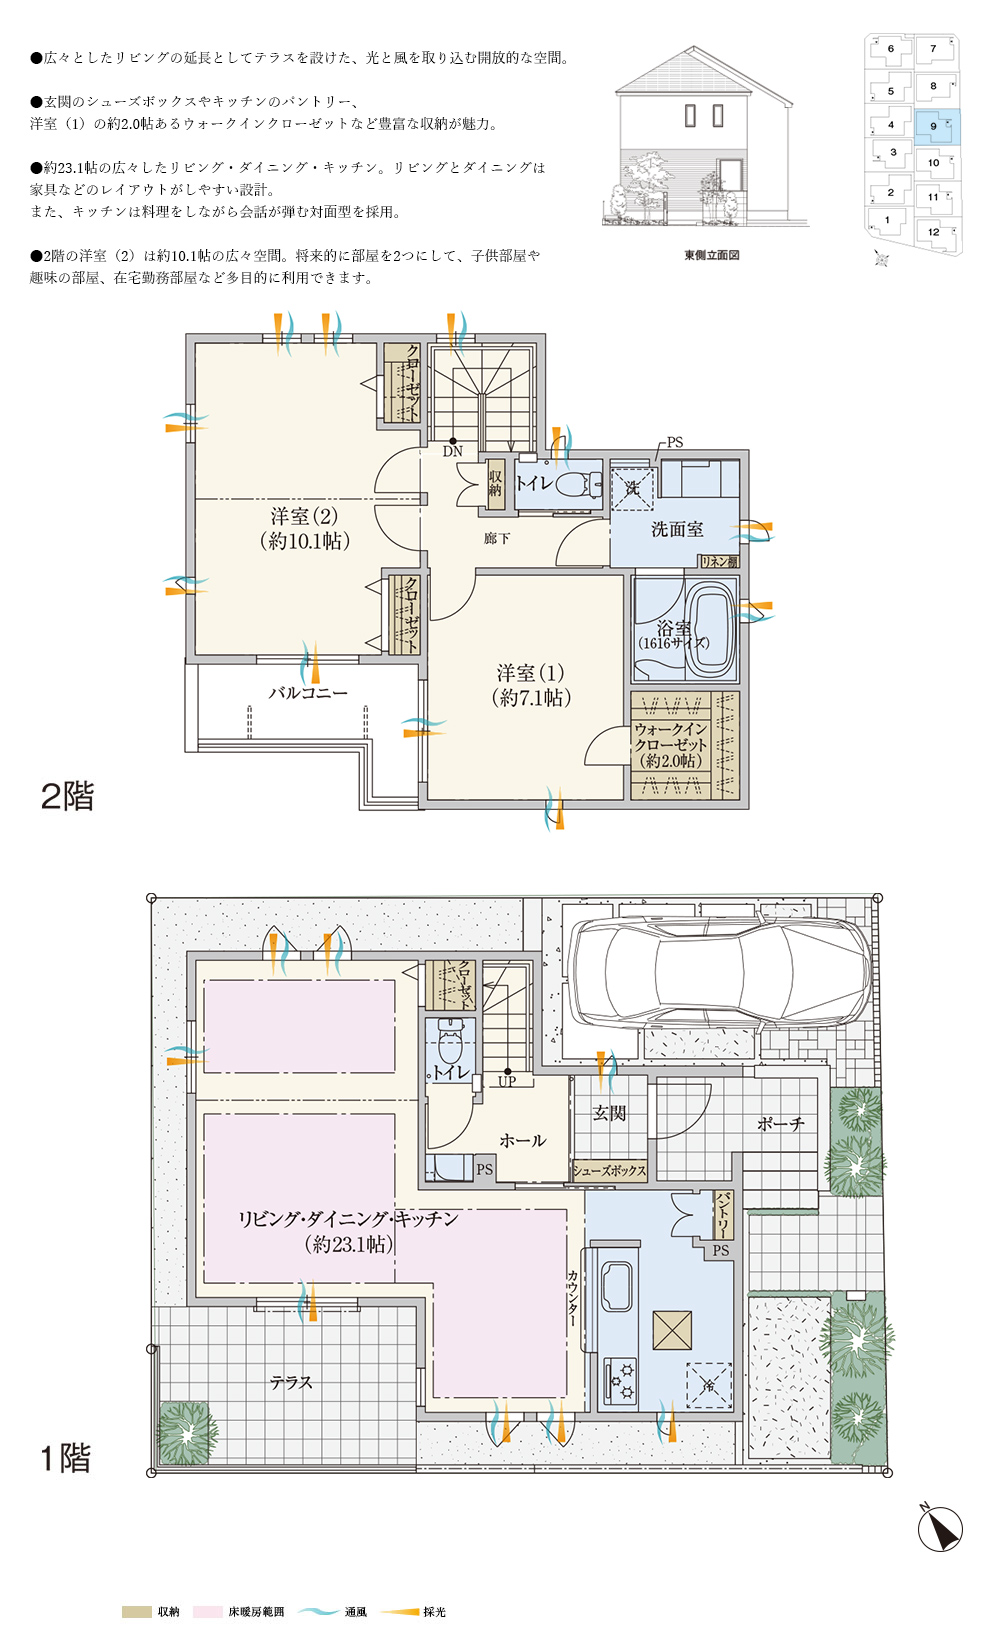 ●広々としたリビングの延長としてテラスを設けた、光と風を取り込む開放的な空間。
●玄関のシューズボックスやキッチンのパントリー、
洋室（1）の約2.0帖あるウォークインクローゼットなど豊富な収納が魅力。
●約23.1帖の広々したリビング・ダイニング・キッチン。リビングとダイニングは
家具などのレイアウトがしやすい設計。
また、キッチンは料理をしながら会話が弾む対面型を採用。
●2階の洋室（2）は約10.1帖の広々空間。将来的に部屋を2つにして、子供部屋や
趣味の部屋、在宅勤務部屋など多目的に利用できます。
東側立面図
6
7
5
8
4
9
3
10
2
11
1
12
クローゼット
DN
PS
収納
トイレ
洗
洗面室
洋室（2）
（約10.1帖）
廊下
リネン棚
クローゼット
浴室
（1616サイズ）
洋室（1）
（約7.1帖）
バルコニー
ウォークイン
クローゼット
（約2.0帖）
2階
クローゼット
トイレ
UP
玄関
ポーチ
ホール
PS
シューズボックス
パントリー
リビング・ダイニング・キッチン
（約23.1帖）
PS
カウンター
冷
テラス
1階
N
収納
床暖房範囲
通風
採光